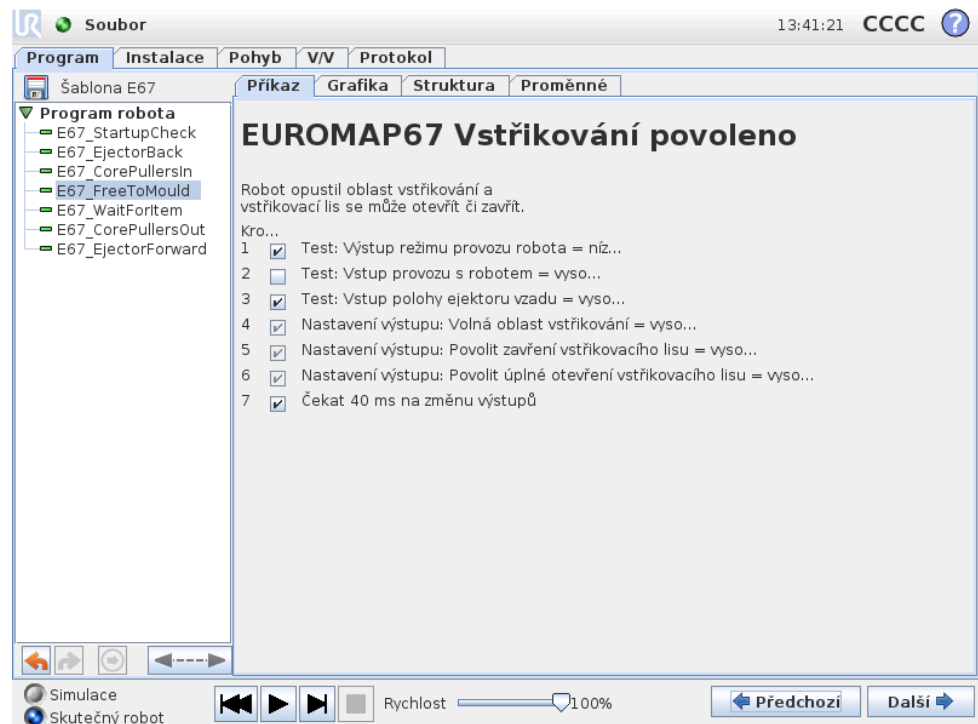 UR Soubor 13:41:21 CCCC ?
Program Instalace Pohyb V/V Protokol
Šablona E67
Příkaz Grafika Struktura Proměnné
Program robota
E67_StartupCheck
E67_EjectorBack
E67_CorePullersIn
E67_FreeToMould
E67_WaitForItem
E67_CorePullersOut
E67_EjectorForward
EUROMAP67 Vstřikování povoleno
Robot opustil oblast vstřikování a
vstřikovací lis se může otevřít či zavřít.
Kro...
1 Test: Výstup režimu provozu robota = níz...
2 Test: Vstup provozu s robotem = vyso...
3 Test: Vstup polohy ejektoru vzadu = vyso...
4 Nastavení výstupu: Volná oblast vstřikování = vyso...
5 Nastavení výstupu: Povolit zavření vstřikovacího lisu = vyso...
6 Nastavení výstupu: Povolit úplné otevření vstřikovacího lisu = vyso...
7 Čekat 40 ms na změnu výstupů
Simulace
Skutečný robot
Rychlost 100%
Předchozí Další